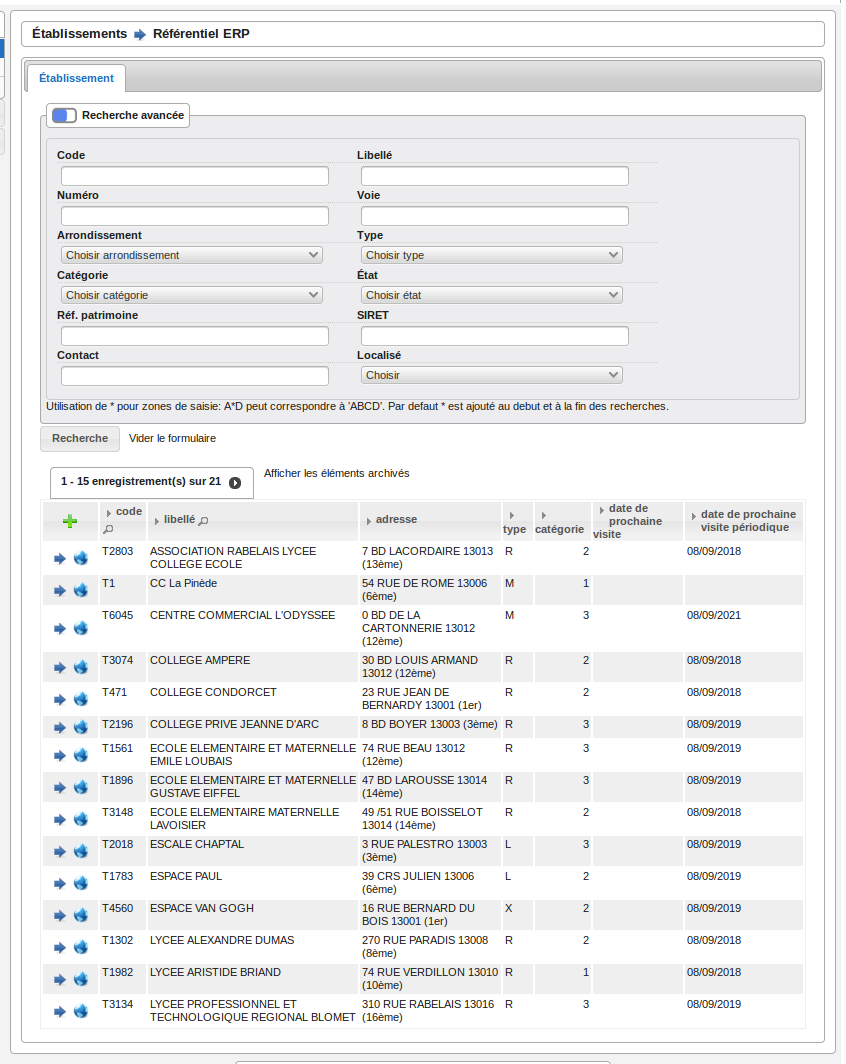 Établissements Référentiel ERP
Établissement
Recherche avancée
Code Libellé
Numéro Voie
Arrondissement Type
Choisir arrondissement Choisir type
Catégorie État
Choisir catégorie Choisir état
Réf. patrimoine SIRET
Contact Localisé
Choisir
Utilisation de * pour zones de saisie: A*D peut correspondre à 'ABCD'. Par defaut * est ajouté au debut et à la fin des recherches.
Recherche Vider le formulaire
1 - 15 enregistrement(s) sur 21 Afficher les éléments archivés
code libellé adresse type catégorie date de prochaine visite date de prochaine visite périodique
T2803 ASSOCIATION RABELAIS LYCEE 7 BD LACORDAIRE 13013 R 2 08/09/2018
COLLEGE ECOLE (13ème)
T1 CC La Pinède 54 RUE DE ROME 13006 M 1
(6ème)
T6045 CENTRE COMMERCIAL L'ODYSSEE 0 BD DE LA M 3 08/09/2021
CARTONNERIE 13012
(12ème)
T3074 COLLEGE AMPERE 30 BD LOUIS ARMAND R 2 08/09/2018
13012 (12ème)
T471 COLLEGE CONDORCET 23 RUE JEAN DE R 2 08/09/2018
BERNARDY 13001 (1er)
T2196 COLLEGE PRIVE JEANNE D'ARC 8 BD BOYER 13003 (3ème) R 3 08/09/2019
T1561 ECOLE ELEMENTAIRE ET MATERNELLE 74 RUE BEAU 13012 R 3 08/09/2019
EMILE LOUBAIS (12ème)
T1896 ECOLE ELEMENTAIRE ET MATERNELLE 47 BD LAROUSSE 13014 R 3 08/09/2019
GUSTAVE EIFFEL (14ème)
T3148 ECOLE ELEMENTAIRE MATERNELLE 49 /51 RUE BOISSELOT R 2 08/09/2018
LAVOISIER 13014 (14ème)
T2018 ESCALE CHAPTAL 3 RUE PALESTRO 13003 L 3 08/09/2019
(3ème)
T1783 ESPACE PAUL 39 CRS JULIEN 13006 L 2 08/09/2019
(6ème)
T4560 ESPACE VAN GOGH 16 RUE BERNARD DU X 2 08/09/2019
BOIS 13001 (1er)
T1302 LYCEE ALEXANDRE DUMAS 270 RUE PARADIS 13008 R 2 08/09/2018
(8ème)
T1982 LYCEE ARISTIDE BRIAND 74 RUE VERDILLON 13010 R 1 08/09/2018
(10ème)
T3134 LYCEE PROFESSIONNEL ET 310 RUE RABELAIS 13016 R 3 08/09/2019
TECHNOLOGIQUE REGIONAL BLOMET (16ème)